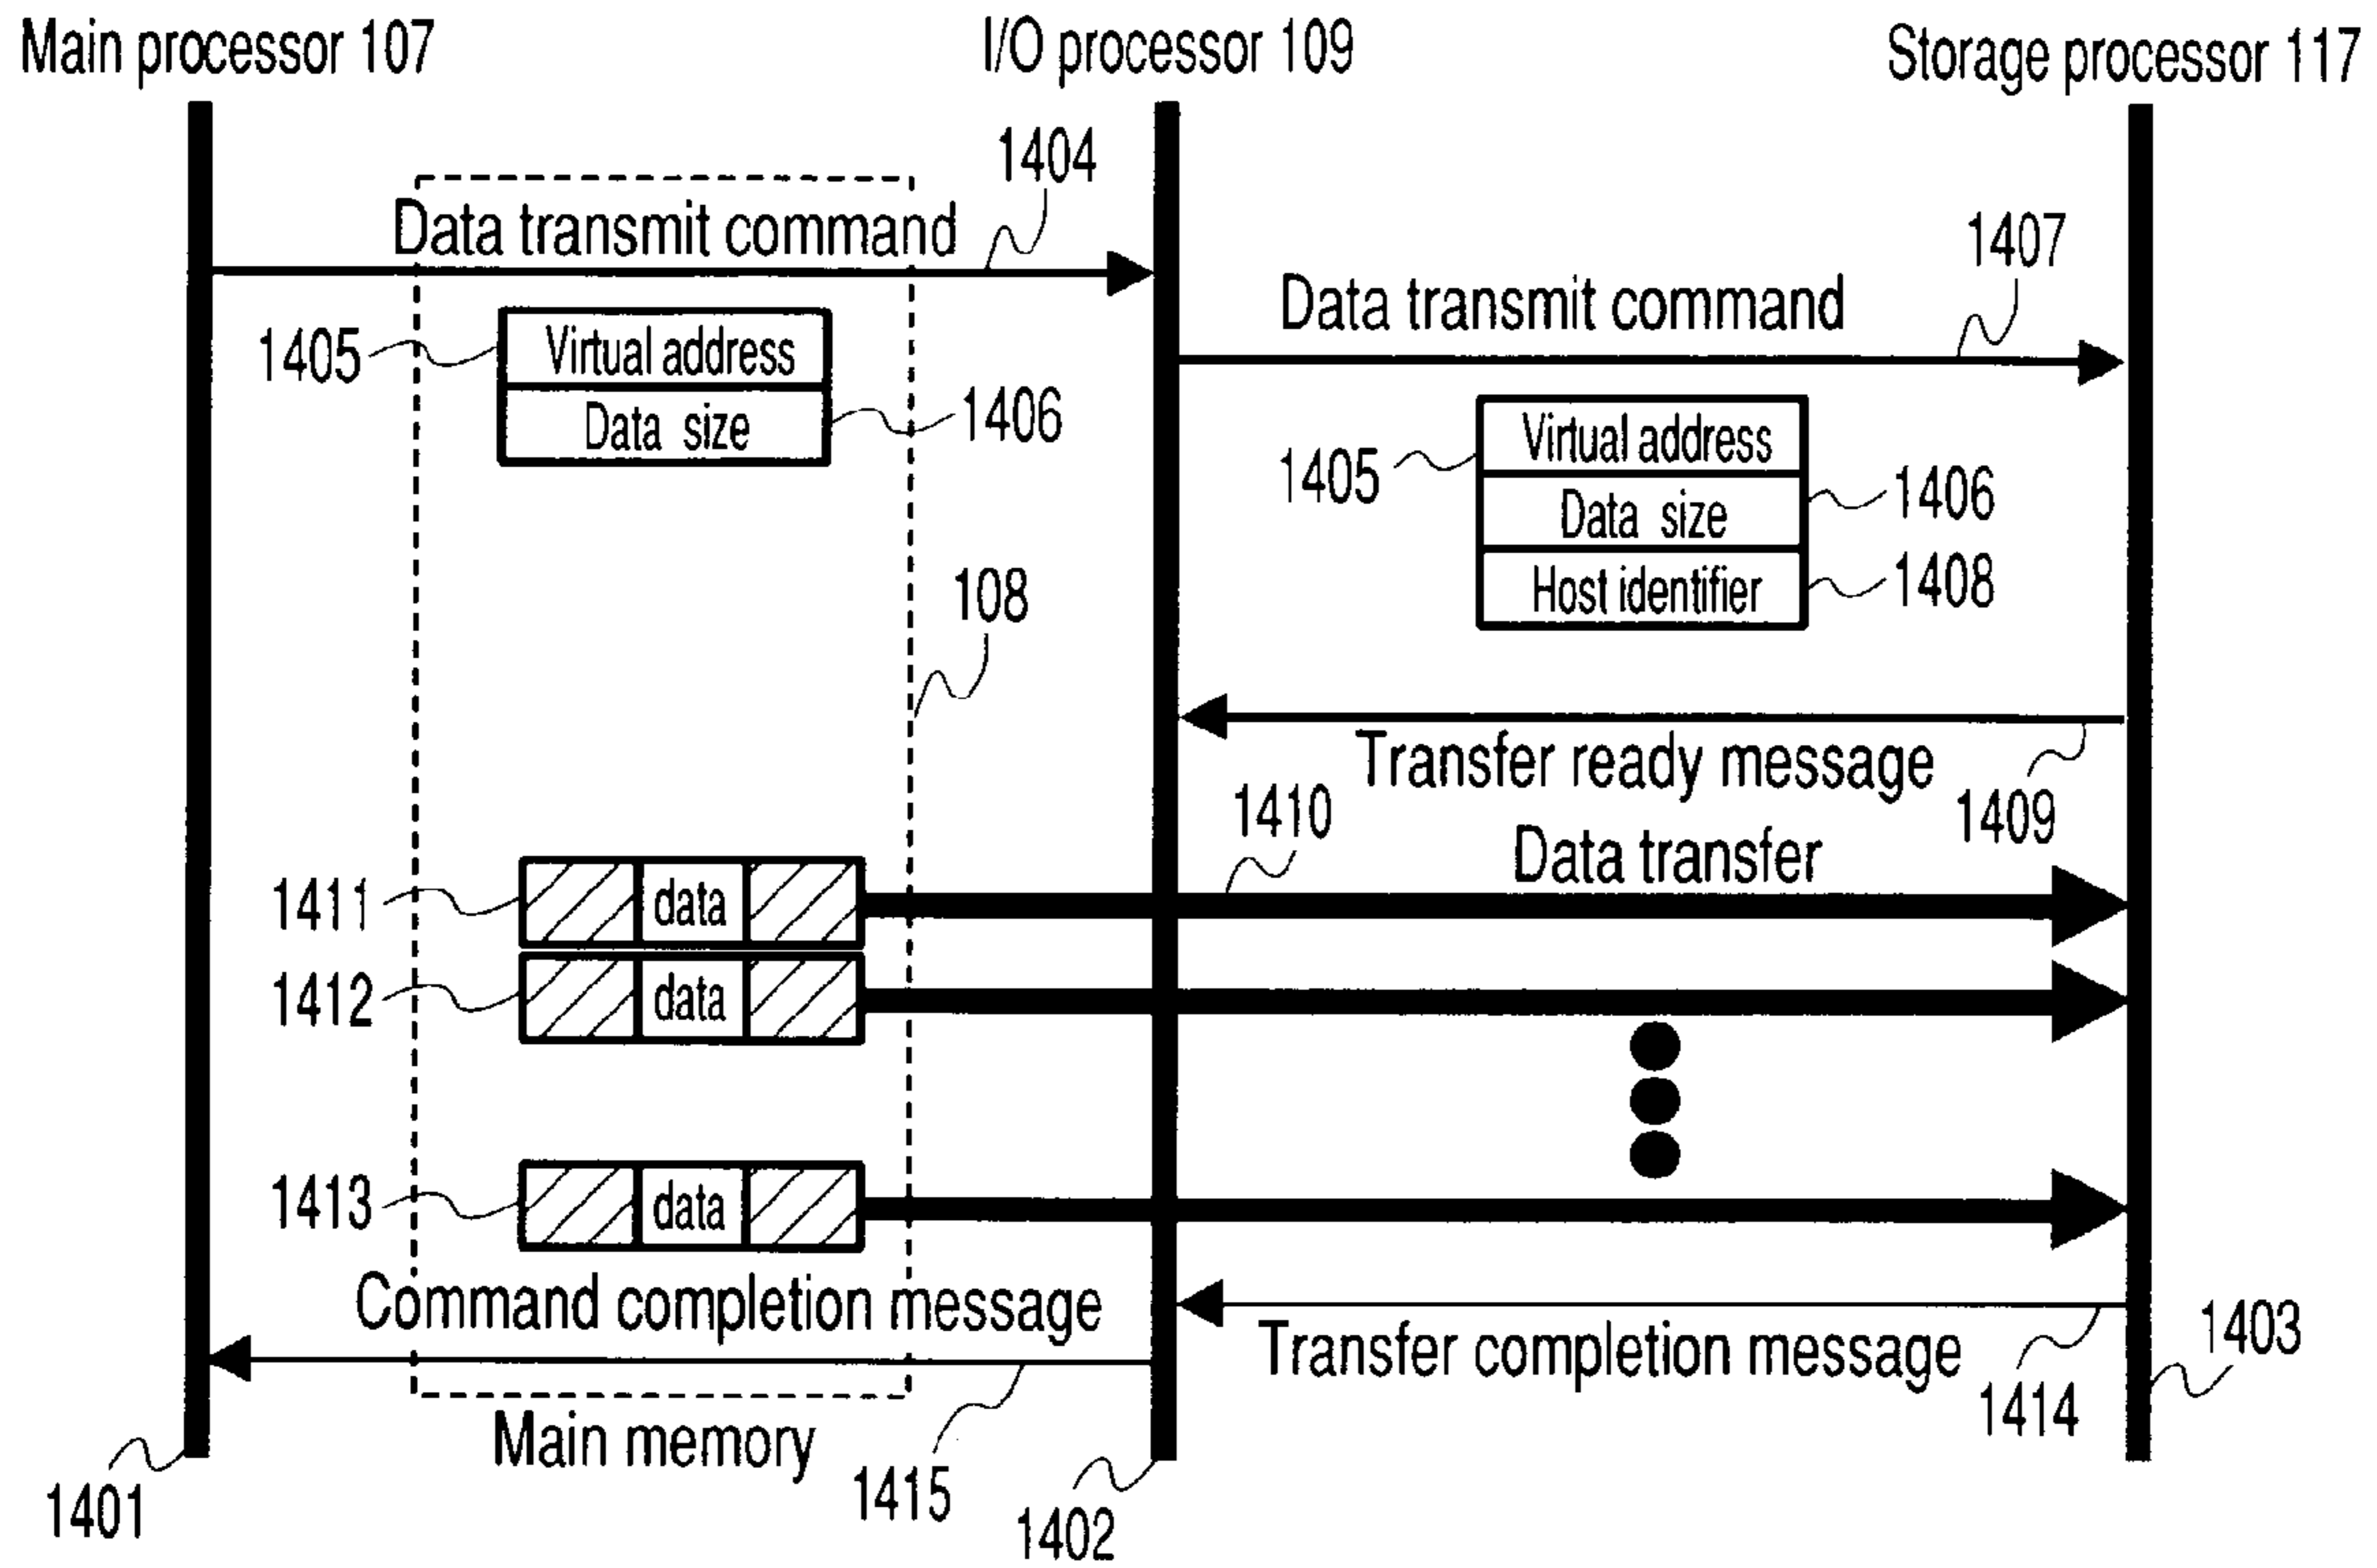 Main processor 107
I/O processor 109
Storage processor 117
1404
Data transmit command
1407
Data transmit command
1405
Virtual address
Data size
1406
1405
Virtual address
Data size
Host identifier
1406
1408
108
Transfer ready message
1409
1410
Data transfer
1411
data
1412
data
1413
data
Command completion message
Transfer completion message
1403
1414
Main memory
1415
1401
1402